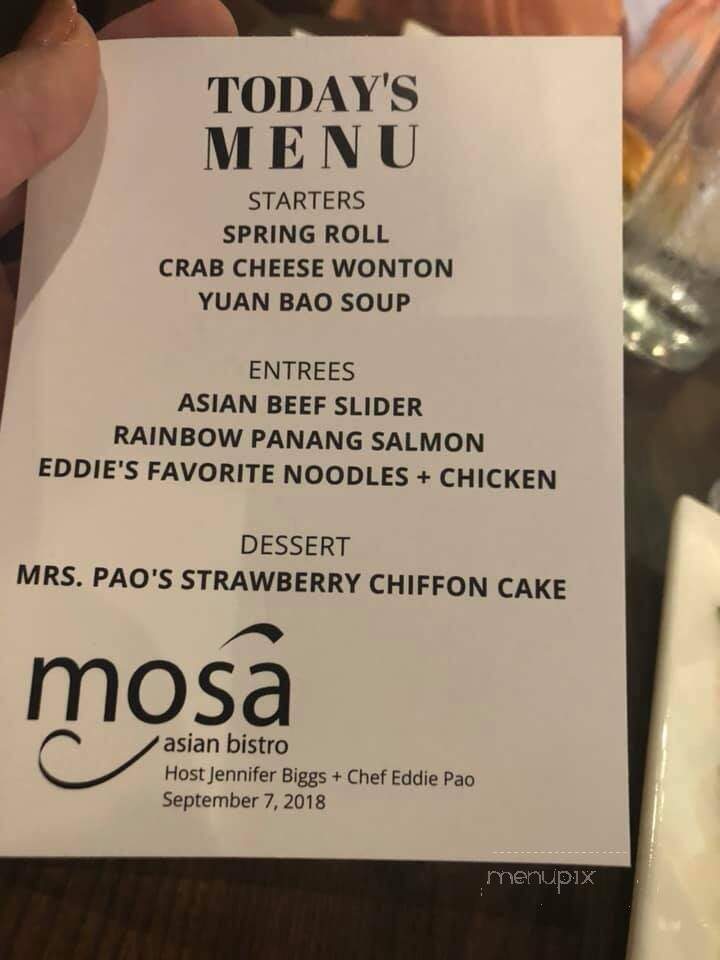 TODAY'S
MENU
STARTERS
SPRING ROLL
CRAB CHEESE WONTON
YUAN BAO SOUP
ENTREES
ASIAN BEEF SLIDER
RAINBOW PANANG SALMON
EDDIE'S FAVORITE NOODLES + CHICKEN
DESSERT
MRS. PAO'S STRAWBERRY CHIFFON CAKE
mosa
asian bistro
Host Jennifer Biggs + Chef Eddie Pao
September 7, 2018
menupix